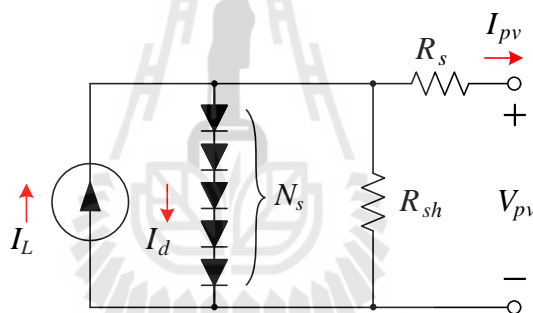 I_pv
R_s
+
I_L
I_d
N_s
R_sh
V_pv
−